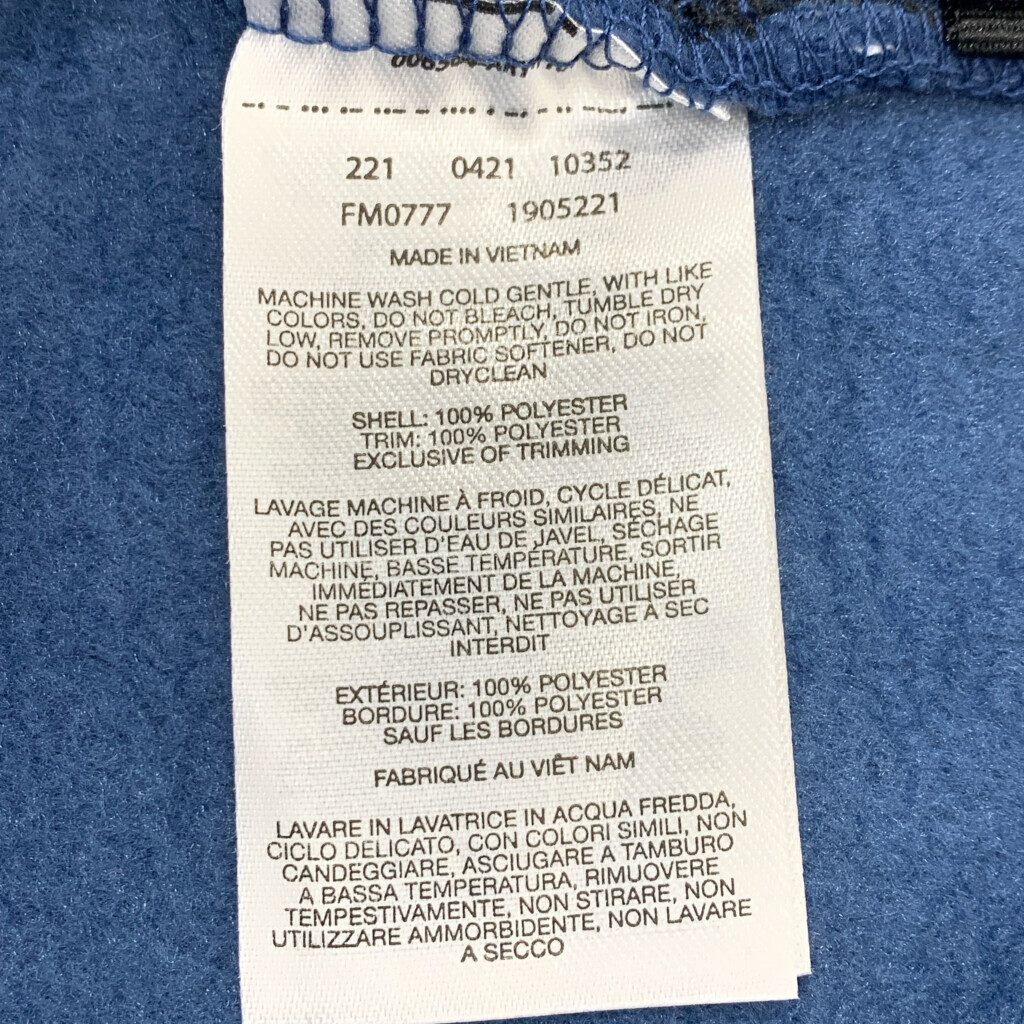 221 0421 10352
FM0777 1905221
MADE IN VIETNAM
MACHINE WASH COLD GENTLE, WITH LIKE
COLORS, DO NOT BLEACH, TUMBLE DRY
LOW, REMOVE PROMPTLY, DO NOT IRON,
DO NOT USE FABRIC SOFTENER, DO NOT
DRYCLEAN
SHELL: 100% POLYESTER
TRIM: 100% POLYESTER
EXCLUSIVE OF TRIMMING
LAVAGE MACHINE À FROID, CYCLE DÉLICAT,
AVEC DES COULEURS SIMILAIRES, NE
PAS UTILISER D'EAU DE JAVEL, SÉCHAGE
MACHINE, BASSE TEMPÉRATURE, SORTIR
IMMÉDIATEMENT DE LA MACHINE,
NE PAS REPASSER, NE PAS UTILISER
D'ASSOUPLISSANT, NETTOYAGE À SEC
INTERDIT
EXTÉRIEUR: 100% POLYESTER
BORDURE: 100% POLYESTER
SAUF LES BORDURES
FABRIQUÉ AU VIÊT NAM
LAVARE IN LAVATRICE IN ACQUA FREDDA,
CICLO DELICATO, CON COLORI SIMILI, NON
CANDEGGIARE, ASCIUGARE A TAMBURO
A BASSA TEMPERATURA, RIMUOVERE
TEMPESTIVAMENTE, NON STIRARE, NON
UTILIZZARE AMMORBIDENTE, NON LAVARE
A SECCO